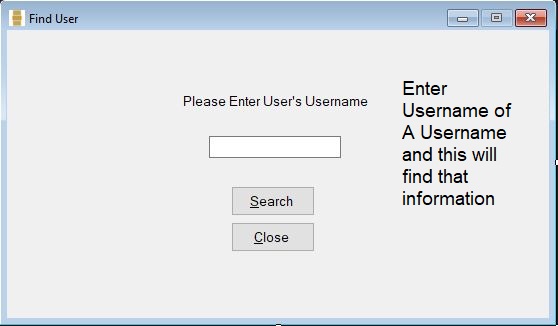 Find User
Please Enter User's Username
Enter
Username of
A Username
and this will
find that
information
Search
Close